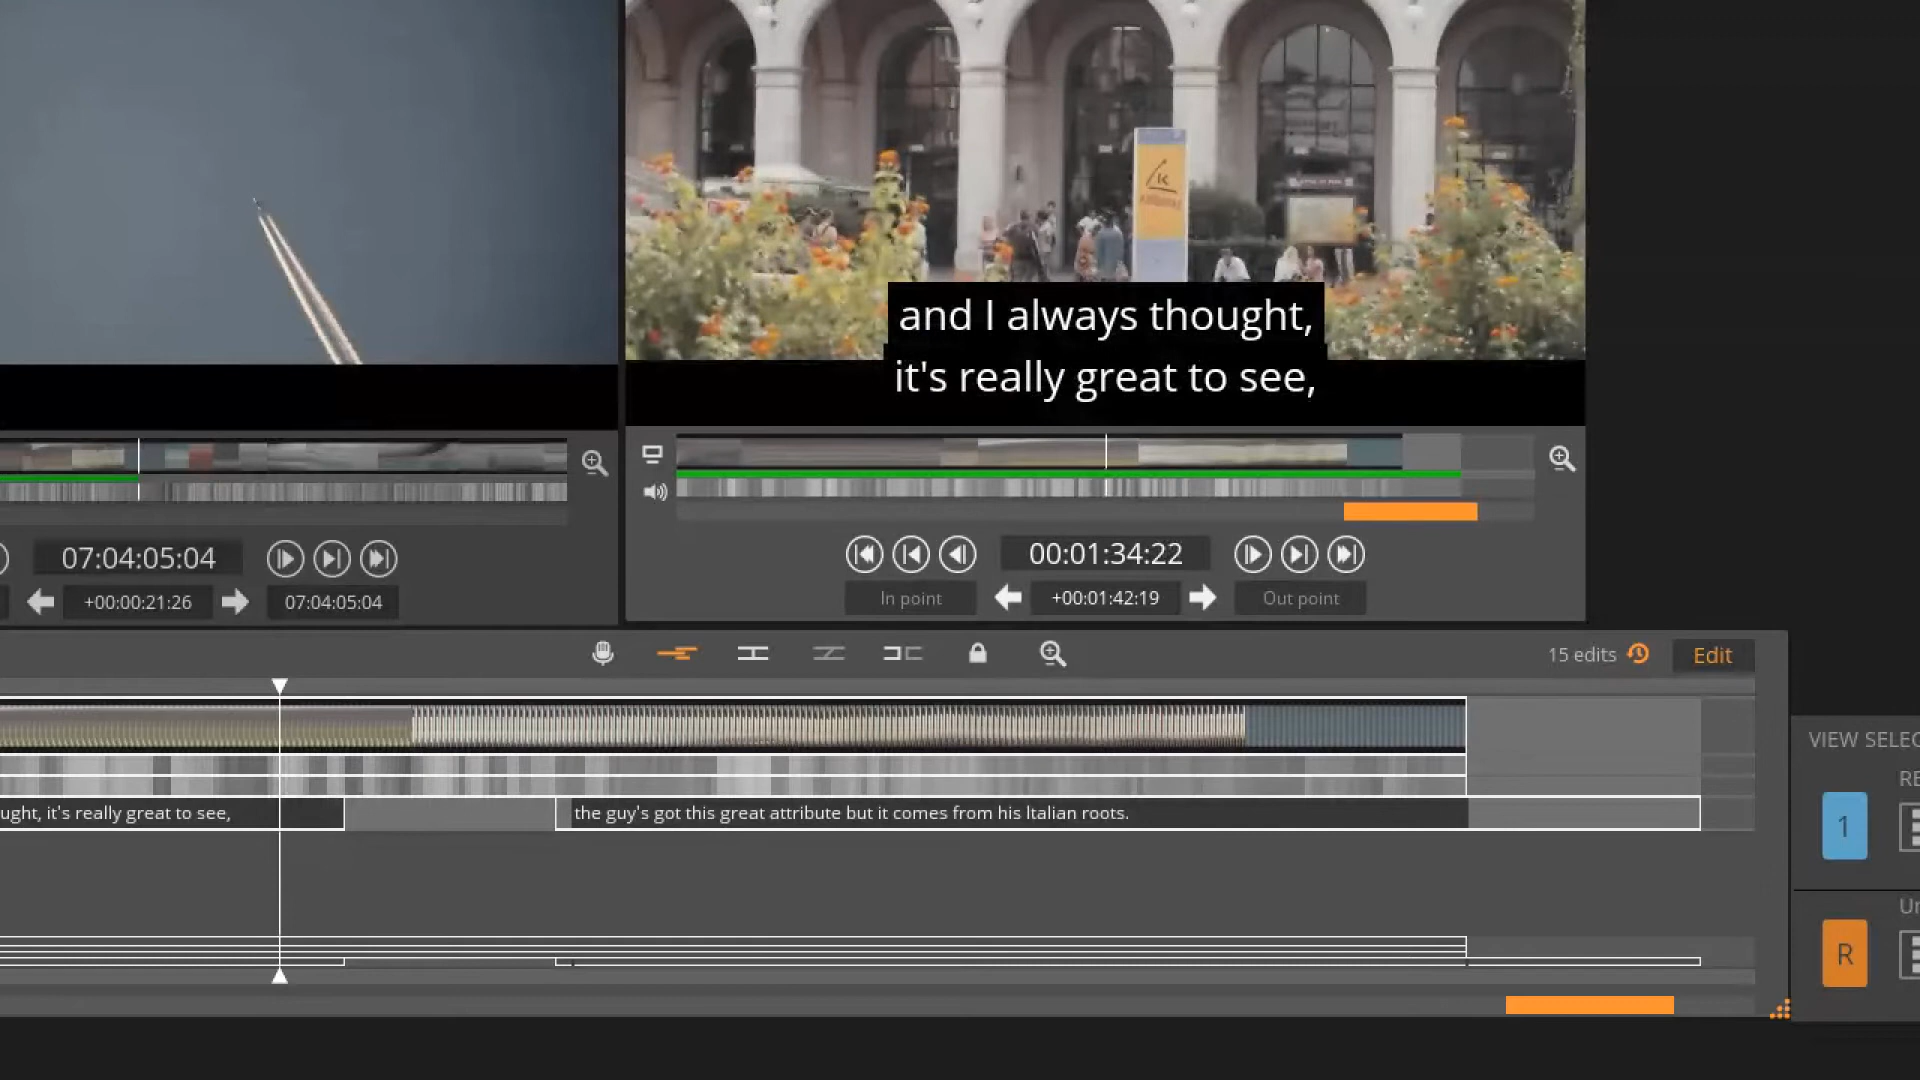 and I always thought,
it's really great to see,
07:04:05:04
+00:00:21:26
07:04:05:04
00:01:34:22
In point
+00:01:42:19
Out point
15 edits
Edit
ught, it's really great to see,
the guy's got this great attribute but it comes from his Italian roots.
VIEW SELEC
RE
1
Un
R